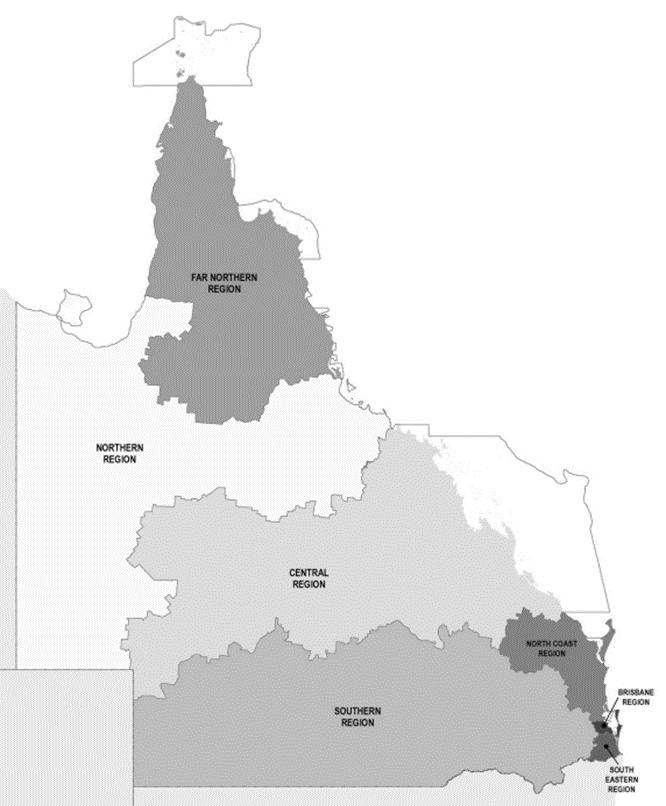 FAR NORTHERN
REGION
NORTHERN
REGION
CENTRAL
REGION
NORTH COAST
REGION
BRISBANE
REGION
SOUTHERN
REGION
SOUTH
EASTERN
REGION